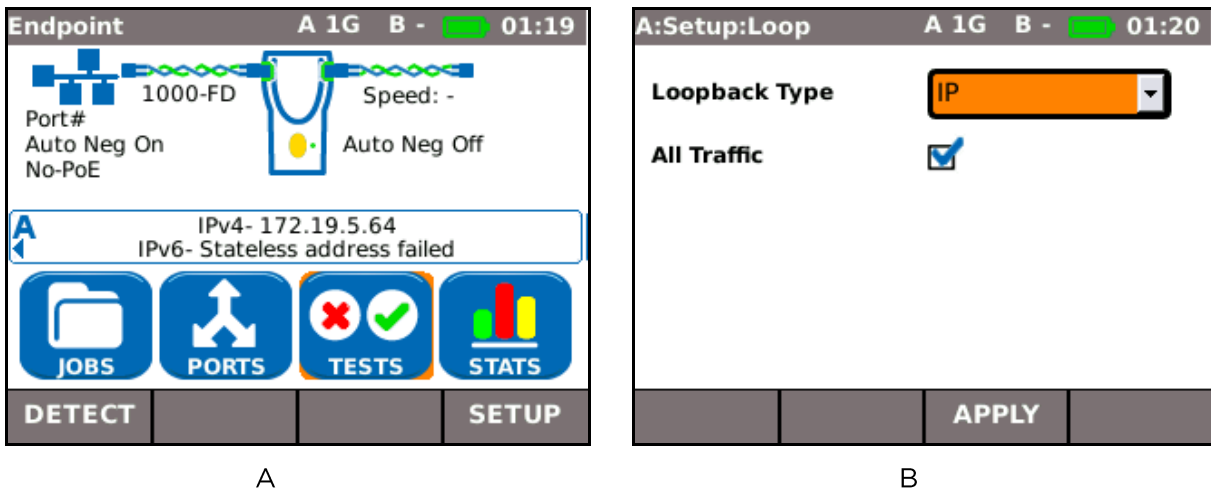 Endpoint A 1G B - 01:19
1000-FD Speed: -
Port#
Auto Neg On Auto Neg Off
No-PoE
A IPv4- 172.19.5.64
IPv6- Stateless address failed
JOBS PORTS TESTS STATS
DETECT SETUP
A
A:Setup:Loop A 1G B - 01:20
Loopback Type IP
All Traffic
APPLY
B